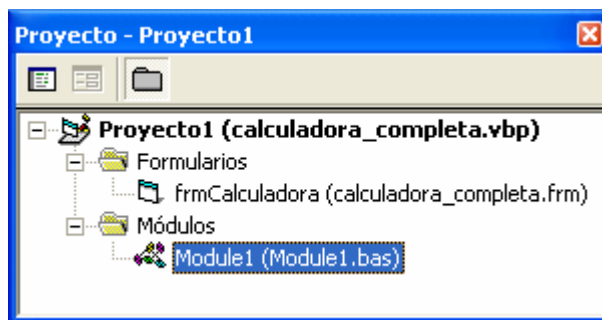 Proyecto - Proyecto1
Proyecto1 (calculadora_completa.vbp)
Formularios
frmCalculadora (calculadora_completa.frm)
Módulos
Module1 (Module1.bas)